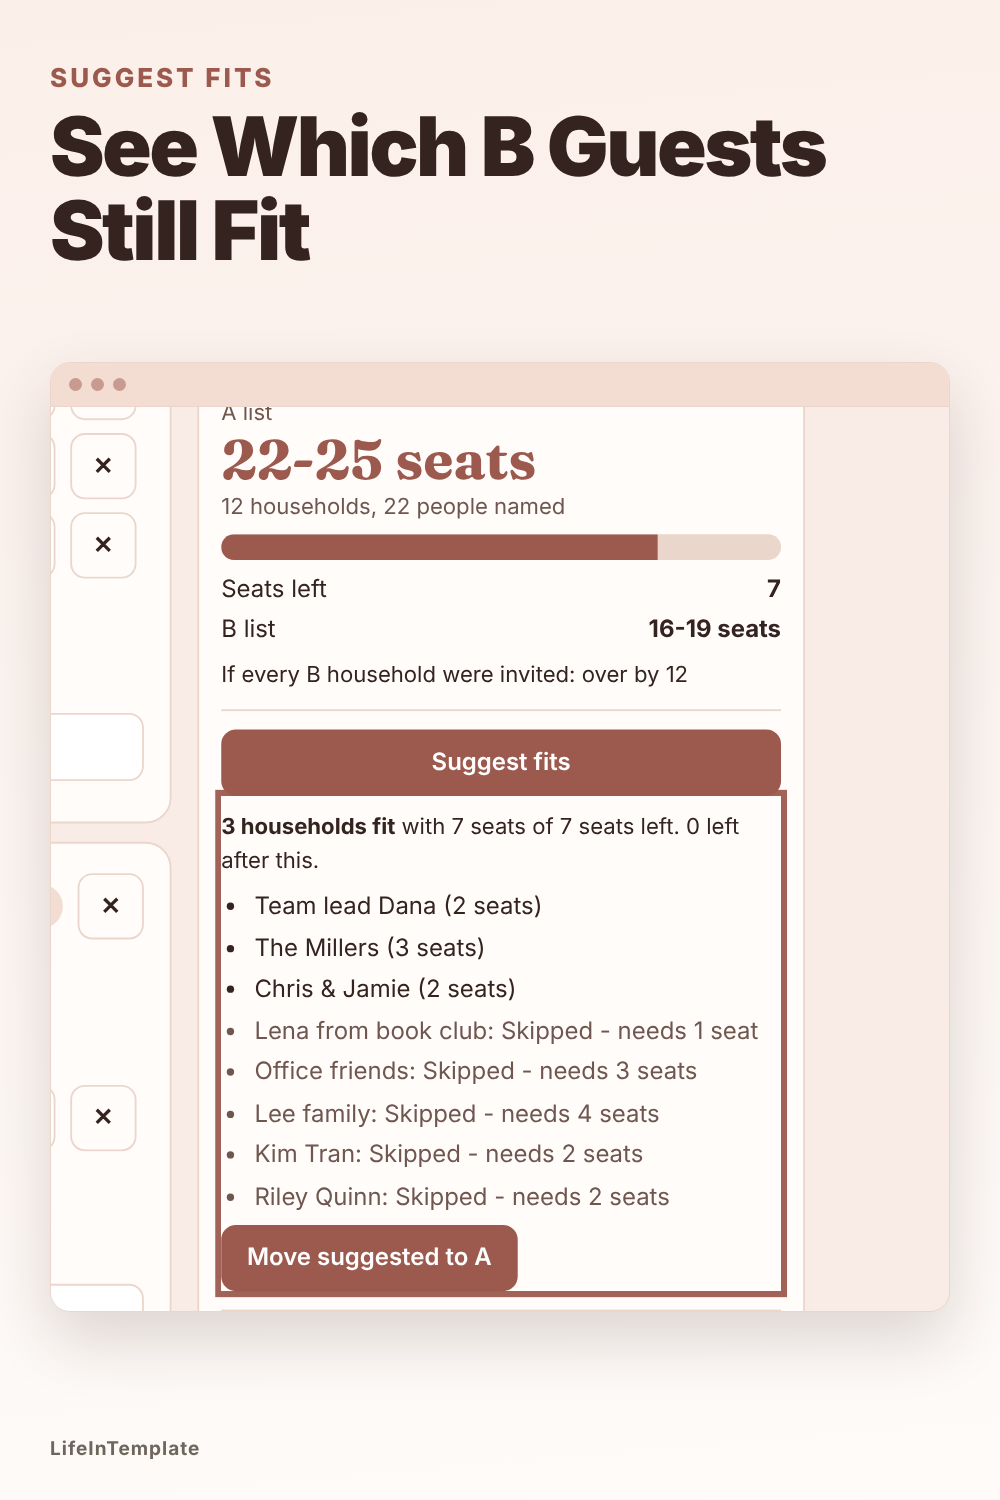 SUGGEST FITS
See Which B Guests
Still Fit
A list
22-25 seats
12 households, 22 people named
Seats left 7
B list 16-19 seats
If every B household were invited: over by 12
Suggest fits
3 households fit with 7 seats of 7 seats left. 0 left
after this.
• Team lead Dana (2 seats)
• The Millers (3 seats)
• Chris & Jamie (2 seats)
• Lena from book club: Skipped - needs 1 seat
• Office friends: Skipped - needs 3 seats
• Lee family: Skipped - needs 4 seats
• Kim Tran: Skipped - needs 2 seats
• Riley Quinn: Skipped - needs 2 seats
Move suggested to A
LifeInTemplate